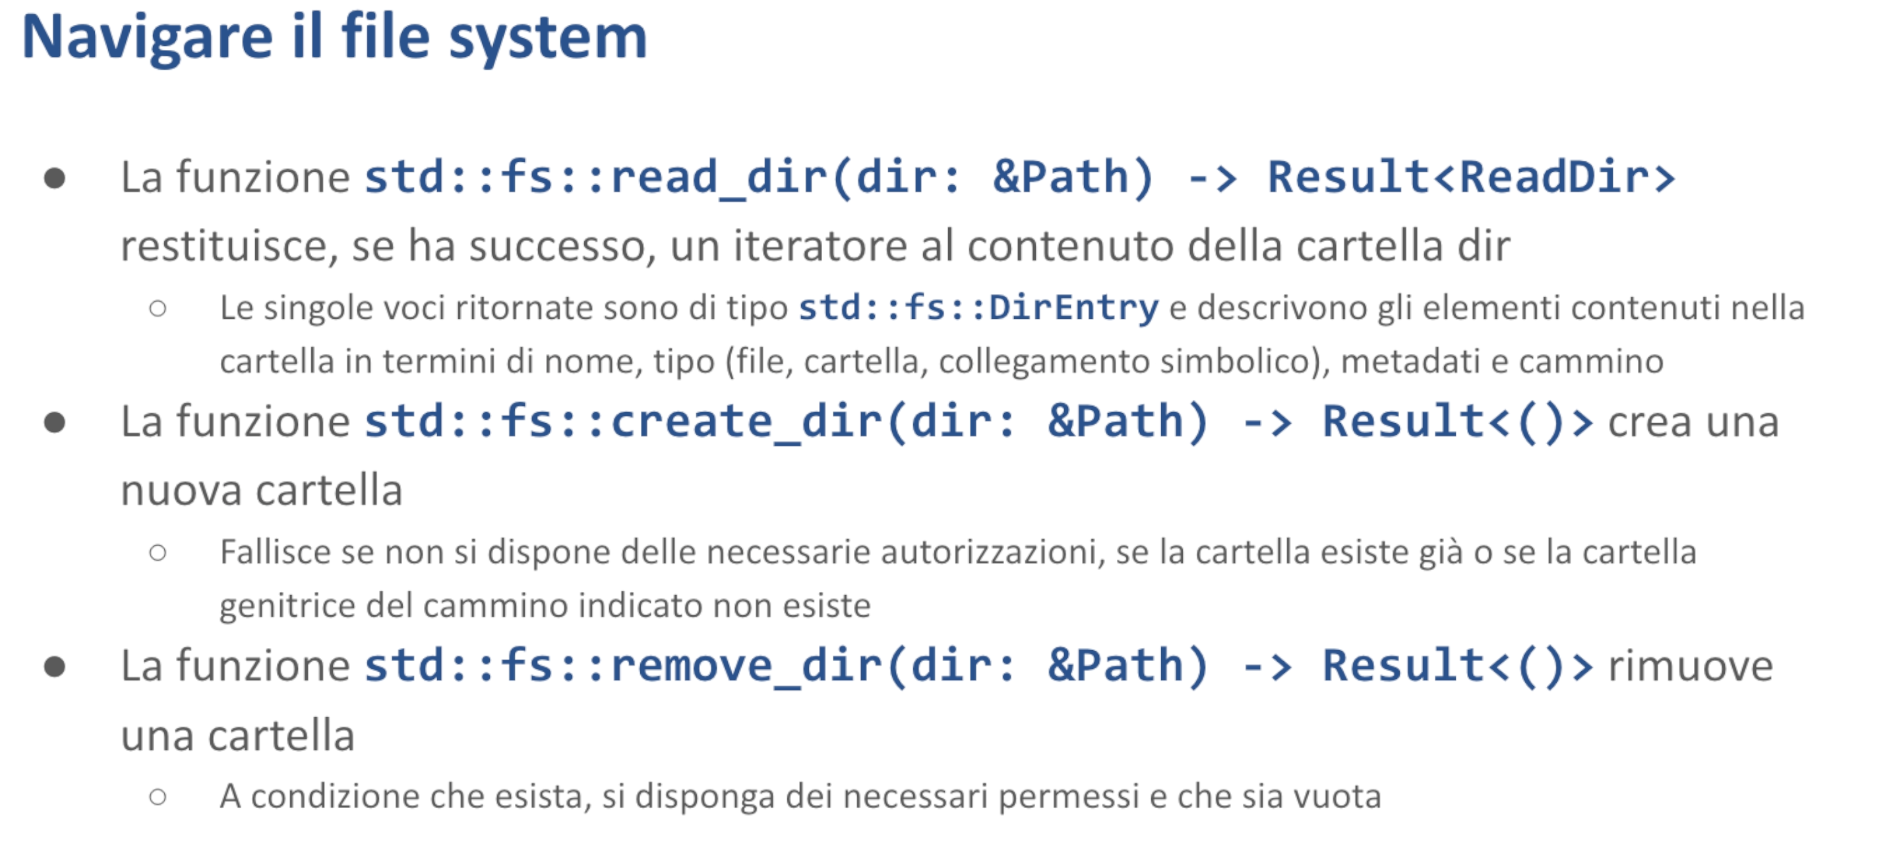 Navigare il file system
● La funzione std::fs::read_dir(dir: &Path) -> Result<ReadDir>
restituisce, se ha successo, un iteratore al contenuto della cartella dir
○ Le singole voci ritornate sono di tipo std::fs::DirEntry e descrivono gli elementi contenuti nella
cartella in termini di nome, tipo (file, cartella, collegamento simbolico), metadati e cammino
● La funzione std::fs::create_dir(dir: &Path) -> Result<()> crea una
nuova cartella
○ Fallisce se non si dispone delle necessarie autorizzazioni, se la cartella esiste già o se la cartella
genitrice del cammino indicato non esiste
● La funzione std::fs::remove_dir(dir: &Path) -> Result<()> rimuove
una cartella
○ A condizione che esista, si disponga dei necessari permessi e che sia vuota